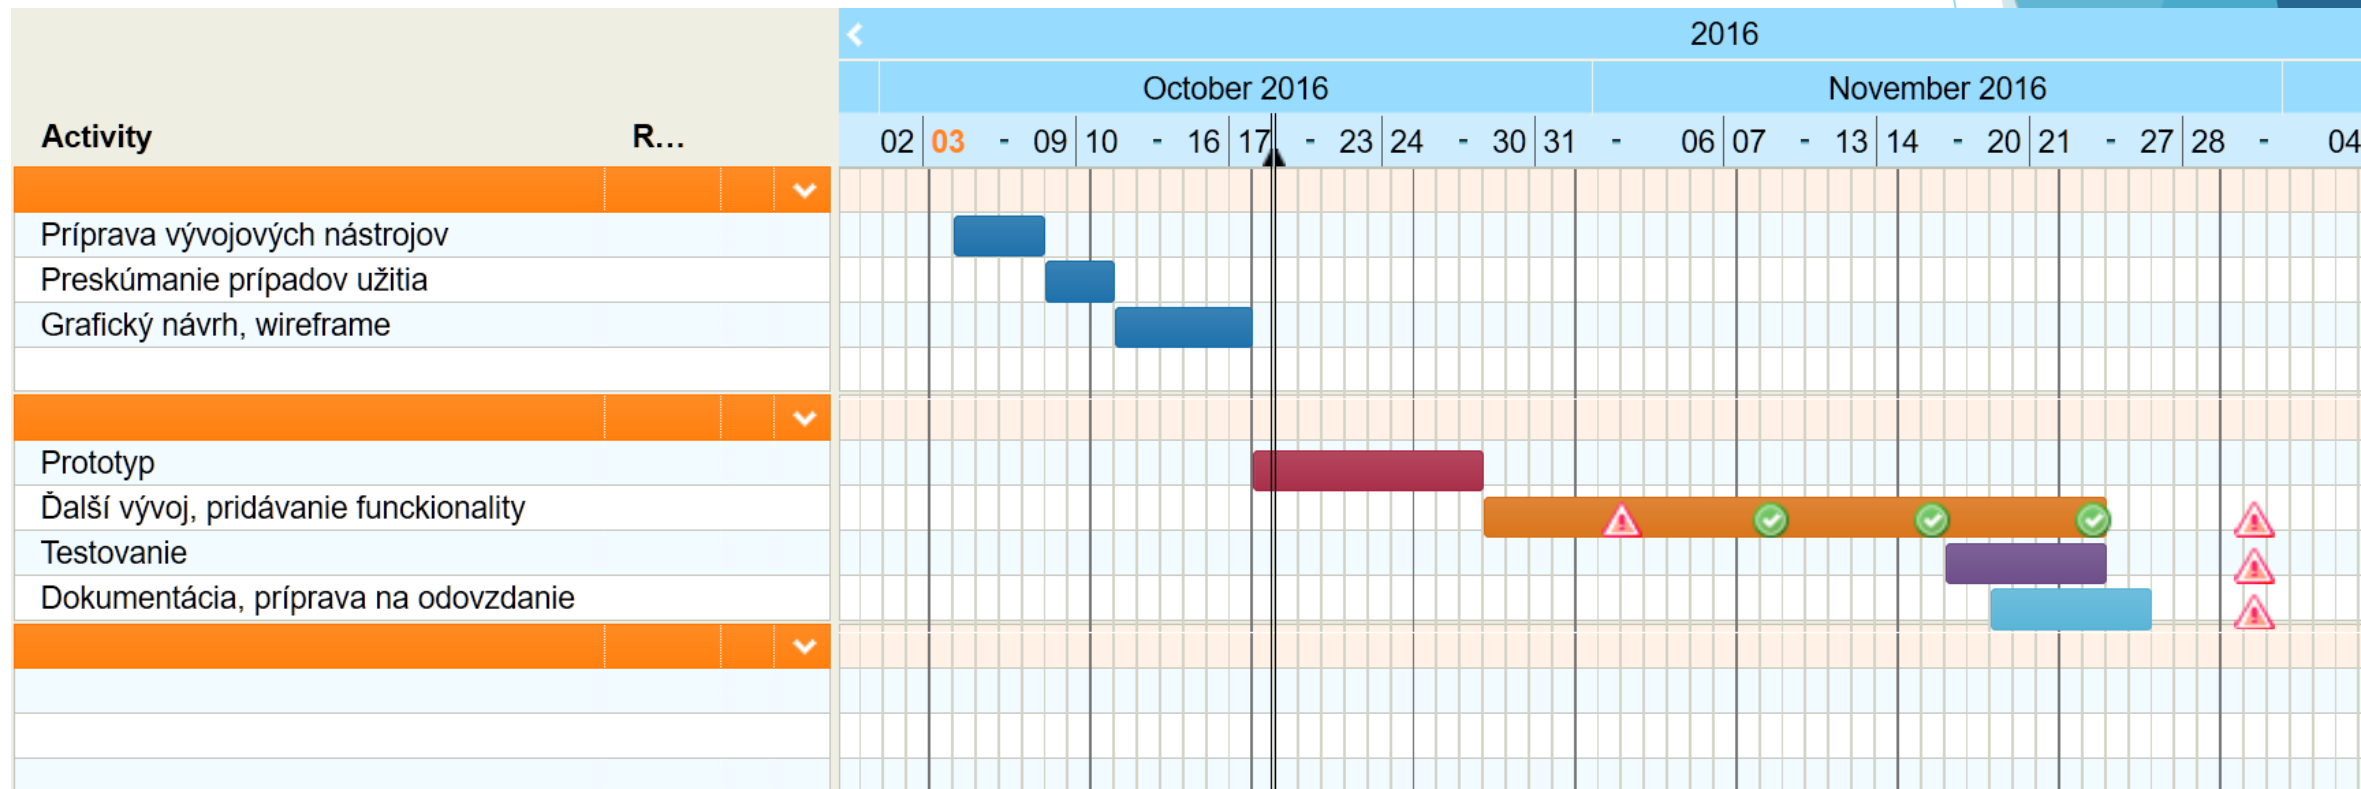 2016
October 2016 November 2016
Activity R... 02 03 - 09 10 - 16 17 - 23 24 - 30 31 - 06 07 - 13 14 - 20 21 - 27 28 - 04
Príprava vývojových nástrojov
Preskúmanie prípadov užitia
Grafický návrh, wireframe
Prototyp
Ďalší vývoj, pridávanie funckionality
Testovanie
Dokumentácia, príprava na odovzdanie